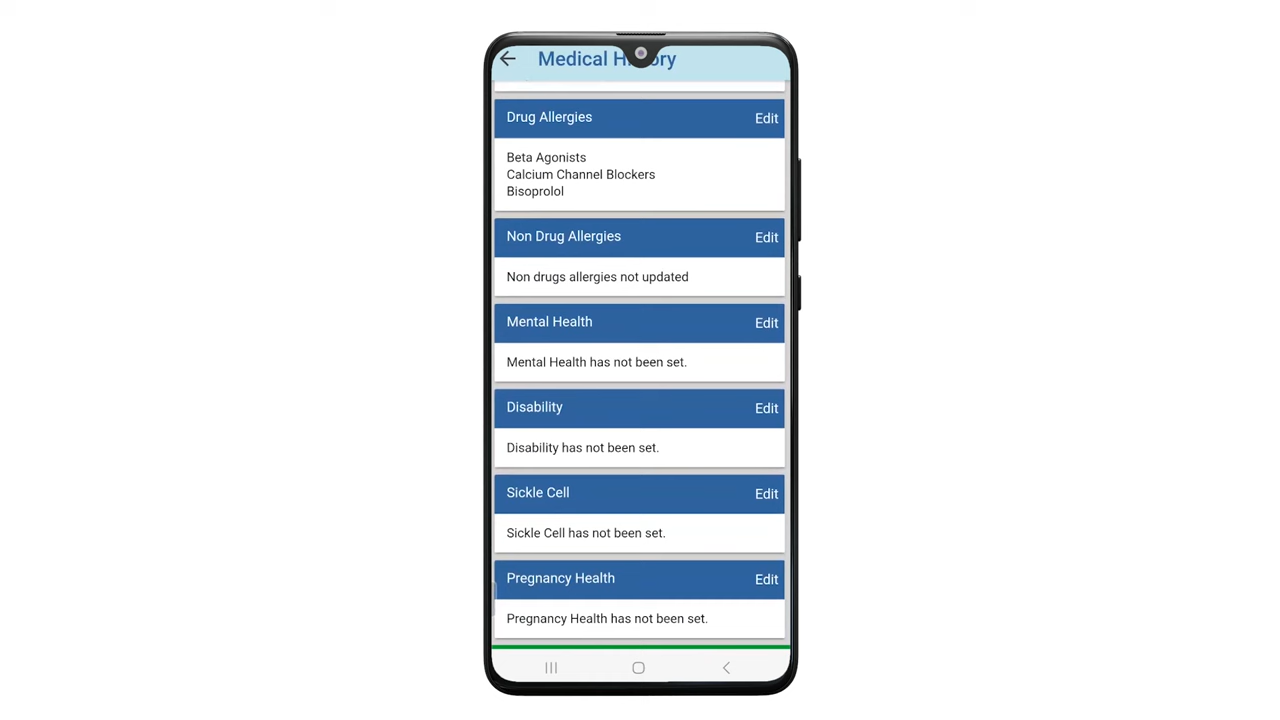 Medical History
Drug Allergies
Edit
Beta Agonists
Calcium Channel Blockers
Bisoprolol
Non Drug Allergies
Edit
Non drugs allergies not updated
Mental Health
Edit
Mental Health has not been set.
Disability
Edit
Disability has not been set.
Sickle Cell
Edit
Sickle Cell has not been set.
Pregnancy Health
Edit
Pregnancy Health has not been set.